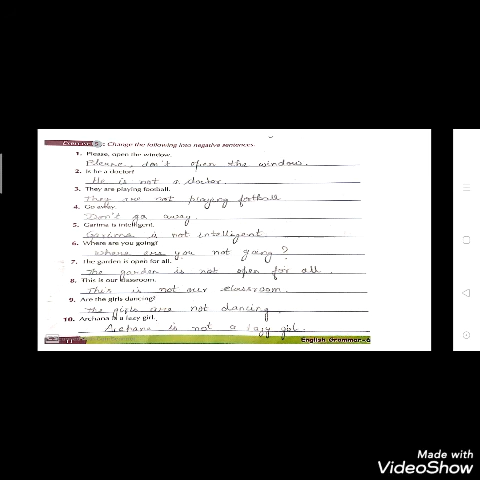 Exercise 5 : Change the following into negative sentences.
1. Please, open the window.
Please, don't open the window.
2. Is he a doctor?
He is not a doctor.
3. They are playing football.
They are not playing football
4. Go away.
Don't go away.
5. Garima is intelligent.
Garima is not intelligent.
6. Where are you going?
Where are you not going?
7. The garden is open for all.
The garden is not open for all.
8. This is our classroom.
This is not our classroom.
9. Are the girls dancing?
The girls are not dancing.
10. Archana is a lazy girl.
Archana is not a lazy girl.
English Grammar-6
Made with
VideoShow